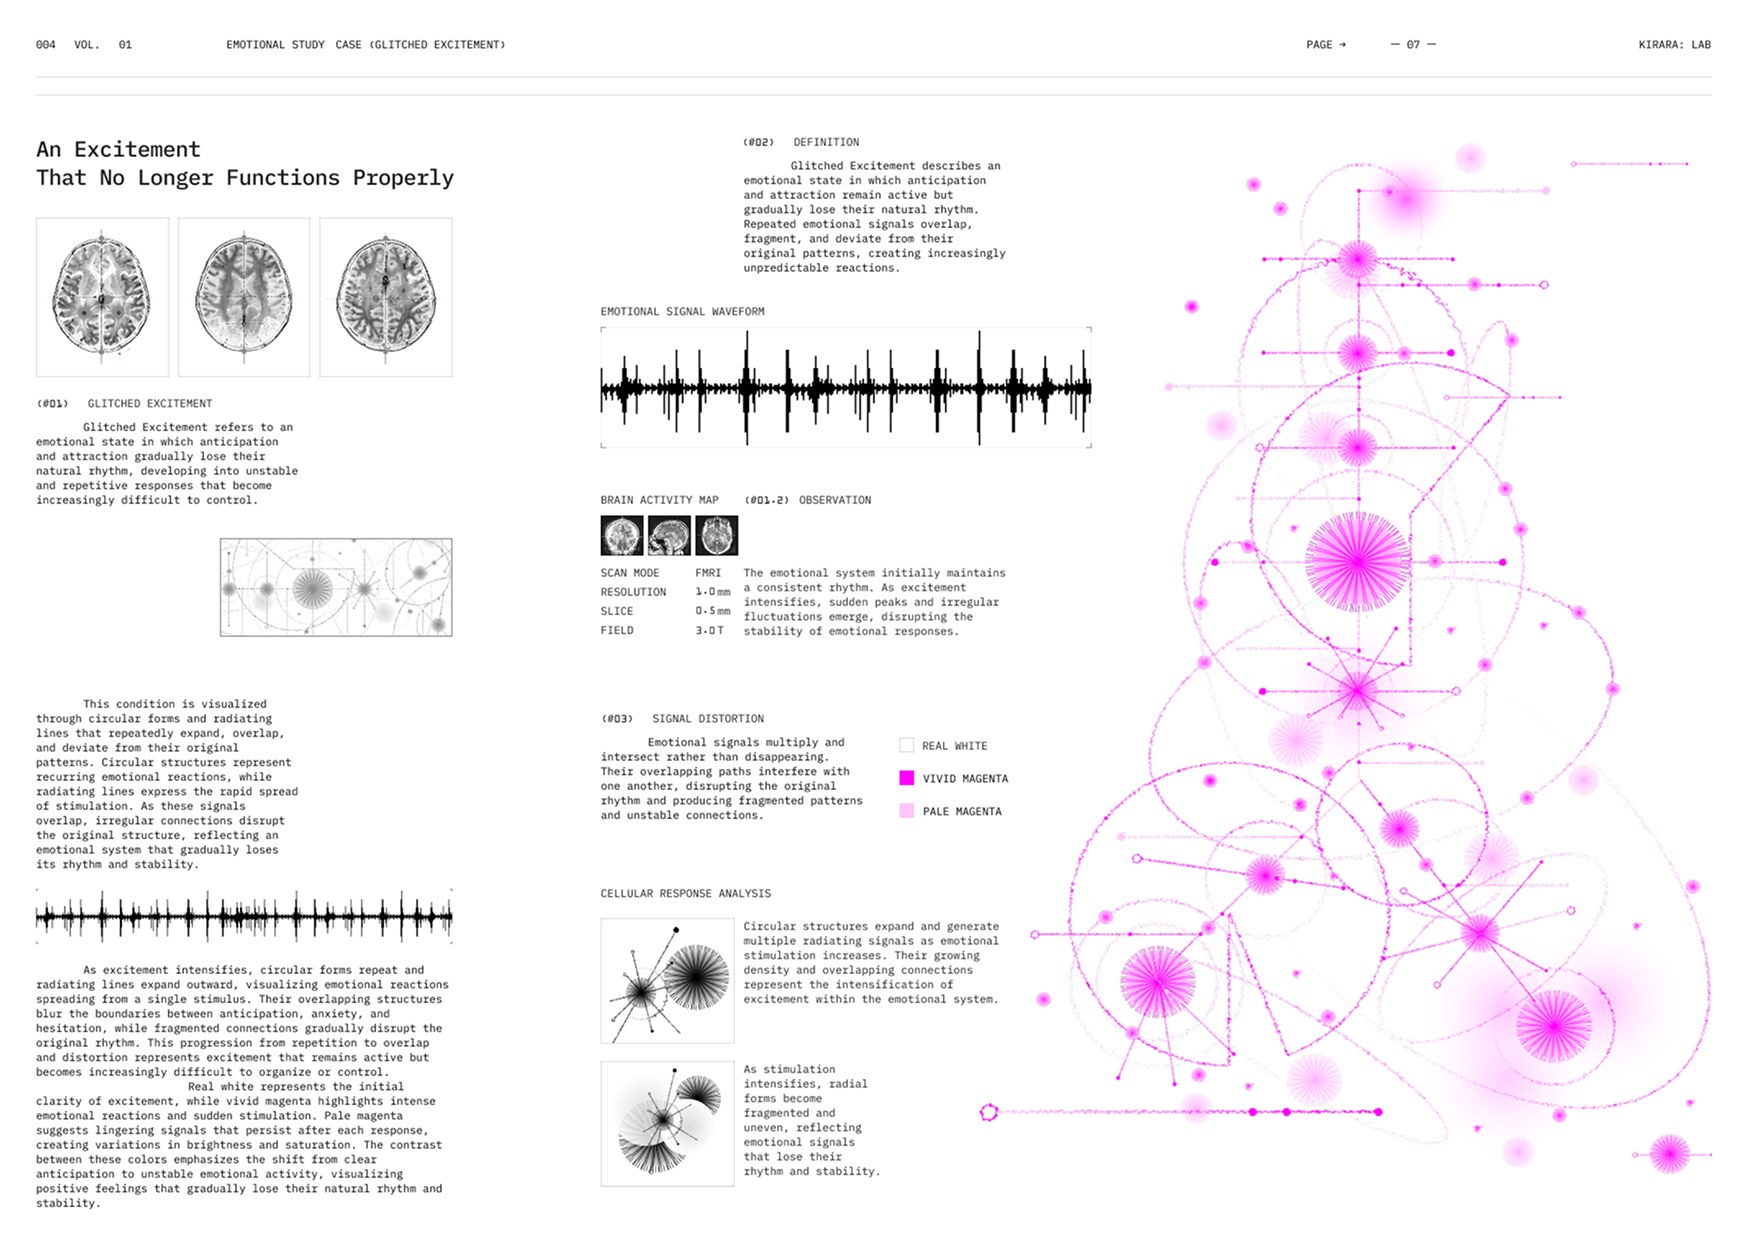 004 VOL. 01 EMOTIONAL STUDY CASE (GLITCHED EXCITEMENT) PAGE → — 07 — KIRARA: LAB
An Excitement
That No Longer Functions Properly
(#01) GLITCHED EXCITEMENT
Glitched Excitement refers to an
emotional state in which anticipation
and attraction gradually lose their
natural rhythm, developing into unstable
and repetitive responses that become
increasingly difficult to control.
This condition is visualized
through circular forms and radiating
lines that repeatedly expand, overlap,
and deviate from their original
patterns. Circular structures represent
recurring emotional reactions, while
radiating lines express the rapid spread
of stimulation. As these signals
overlap, irregular connections disrupt
the original structure, reflecting an
emotional system that gradually loses
its rhythm and stability.
As excitement intensifies, circular forms repeat and
radiating lines expand outward, visualizing emotional reactions
spreading from a single stimulus. Their overlapping structures
blur the boundaries between anticipation, anxiety, and
hesitation, while fragmented connections gradually disrupt the
original rhythm. This progression from repetition to overlap
and distortion represents excitement that remains active but
becomes increasingly difficult to organize or control.
Real white represents the initial
clarity of excitement, while vivid magenta highlights intense
emotional reactions and sudden stimulation. Pale magenta
suggests lingering signals that persist after each response,
creating variations in brightness and saturation. The contrast
between these colors emphasizes the shift from clear
anticipation to unstable emotional activity, visualizing
positive feelings that gradually lose their natural rhythm and
stability.
(#02) DEFINITION
Glitched Excitement describes an
emotional state in which anticipation
and attraction remain active but
gradually lose their natural rhythm.
Repeated emotional signals overlap,
fragment, and deviate from their
original patterns, creating increasingly
unpredictable reactions.
EMOTIONAL SIGNAL WAVEFORM
BRAIN ACTIVITY MAP
SCAN MODE FMRI
RESOLUTION 1.0mm
SLICE 0.5mm
FIELD 3.0T
(#01.2) OBSERVATION
The emotional system initially maintains
a consistent rhythm. As excitement
intensifies, sudden peaks and irregular
fluctuations emerge, disrupting the
stability of emotional responses.
(#03) SIGNAL DISTORTION
Emotional signals multiply and
intersect rather than disappearing.
Their overlapping paths interfere with
one another, disrupting the original
rhythm and producing fragmented patterns
and unstable connections.
REAL WHITE
VIVID MAGENTA
PALE MAGENTA
CELLULAR RESPONSE ANALYSIS
Circular structures expand and generate
multiple radiating signals as emotional
stimulation increases. Their growing
density and overlapping connections
represent the intensification of
excitement within the emotional system.
As stimulation
intensifies, radial
forms become
fragmented and
uneven, reflecting
emotional signals
that lose their
rhythm and stability.